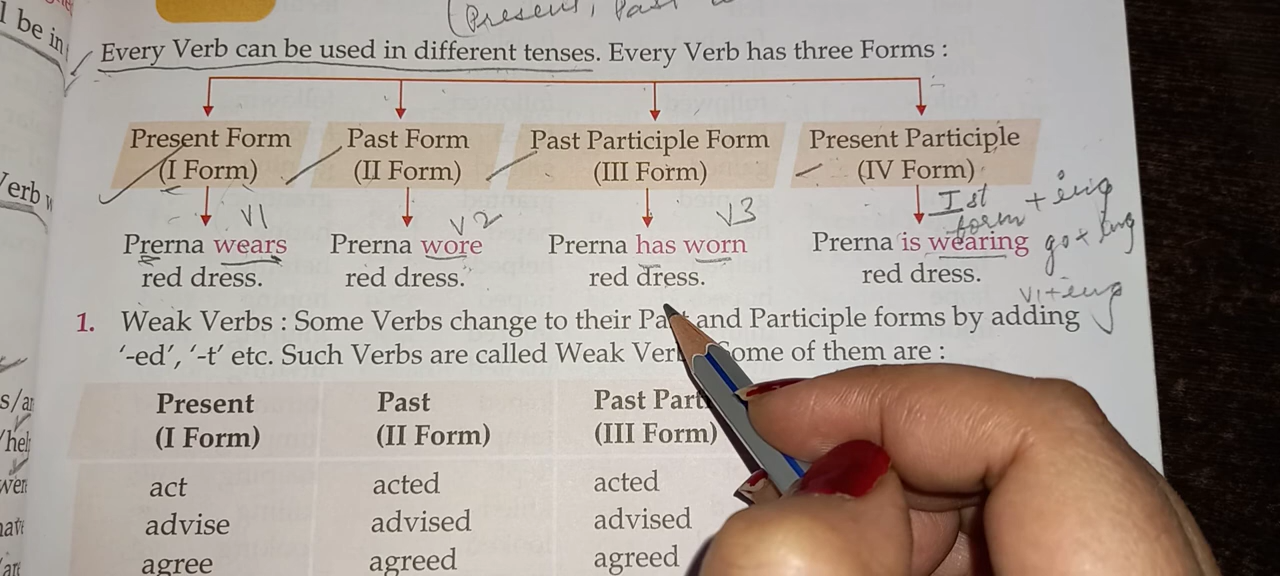 (Present, Past
I be in
Every Verb can be used in different tenses. Every Verb has three Forms :
Present Form Past Form Past Participle Form Present Participle
(I Form) (II Form) (III Form) (IV Form)
V1 V2 V3 Ist form + ing
Prerna wears Prerna wore Prerna has worn Prerna is wearing go + ing
red dress. red dress. red dress. red dress.
V1 + ing
1. Weak Verbs : Some Verbs change to their and Participle forms by adding
'-ed', '-t' etc. Such Verbs are called Weak Some of them are :
Present Past Past
(I Form) (II Form) (III Form)
act acted acted
advise advised advised
agree agreed agreed